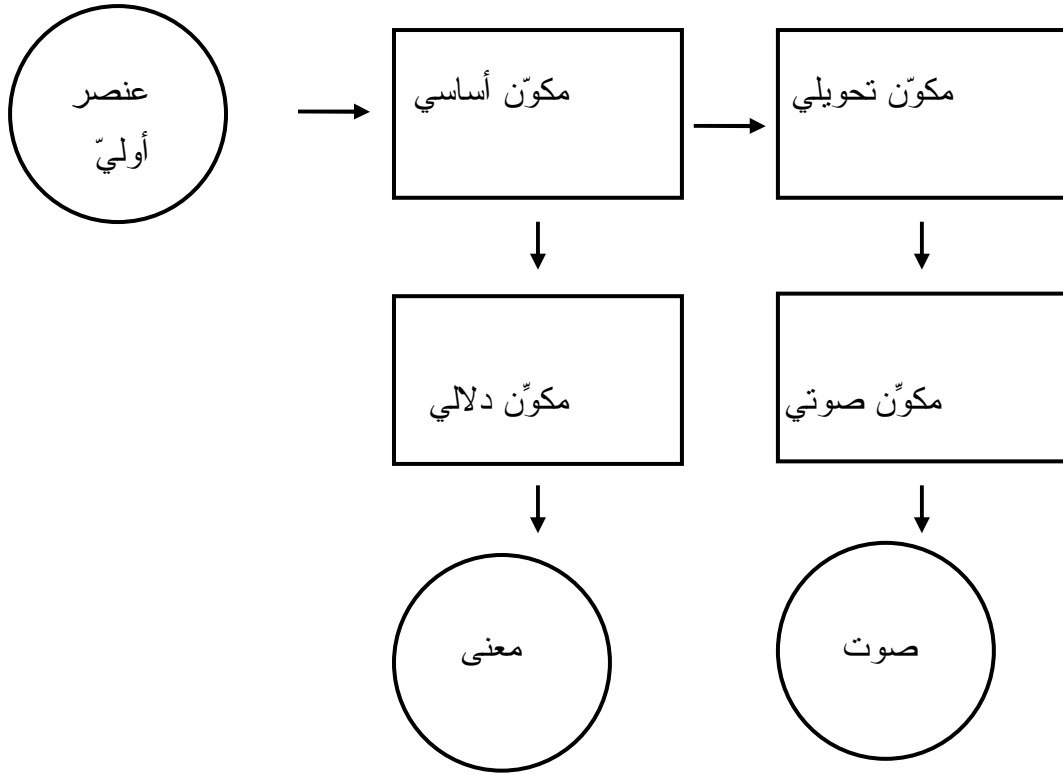 عنصر
أوليّ
مكوّن أساسي
مكوّن تحويلي
مكوِّن دلالي
مكوِّن صوتي
معنى
صوت